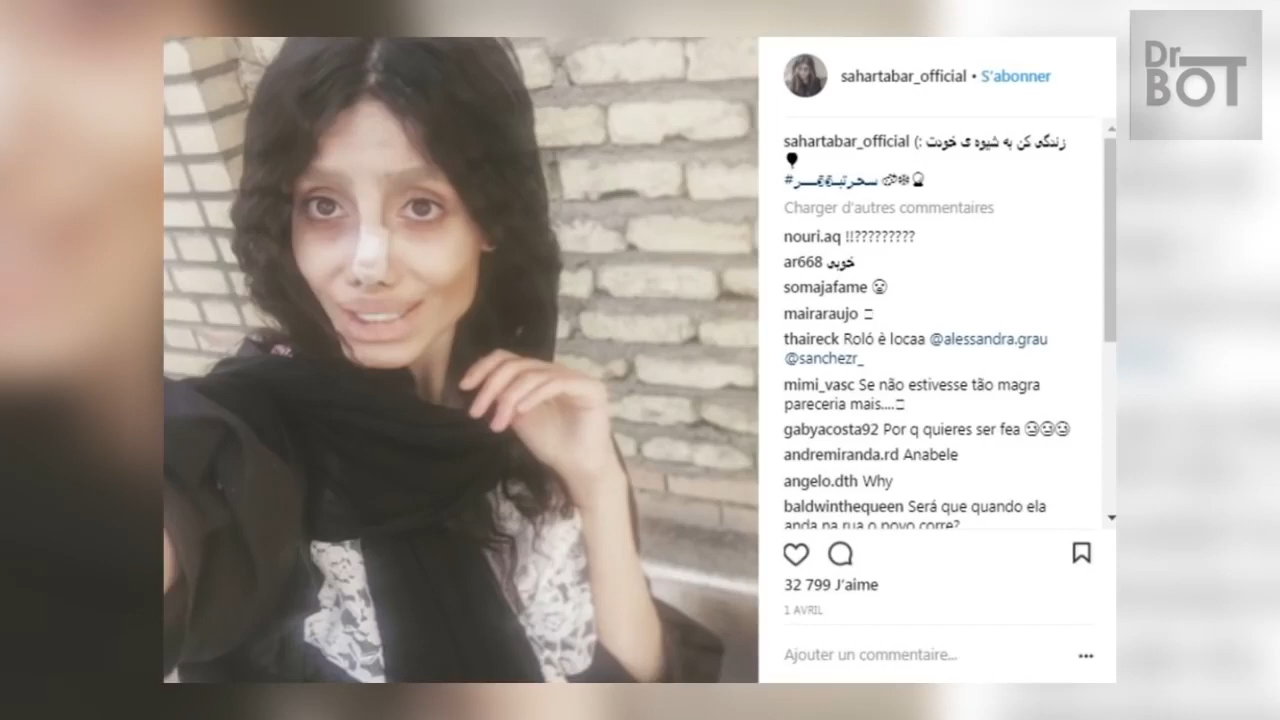 Dr.
BOT
sahartabar_official • S'abonner
sahartabar_official (: زندگی کن به شیوه ی خودت
🎈
#سحرتبـر
Charger d'autres commentaires
nouri.aq !!?????????
ar668 خوبی
somajafame
mairaraujo
thaireck Roló è locaa @alessandra.grau
@sanchezr_
mimi_vasc Se não estivesse tão magra
pareceria mais....
gabyacosta92 Por q quieres ser fea
andremiranda.rd Anabele
angelo.dth Why
baldwinthequeen Será que quando ela
anda na rua o povo corre?
32 799 J'aime
1 AVRIL
Ajouter un commentaire...